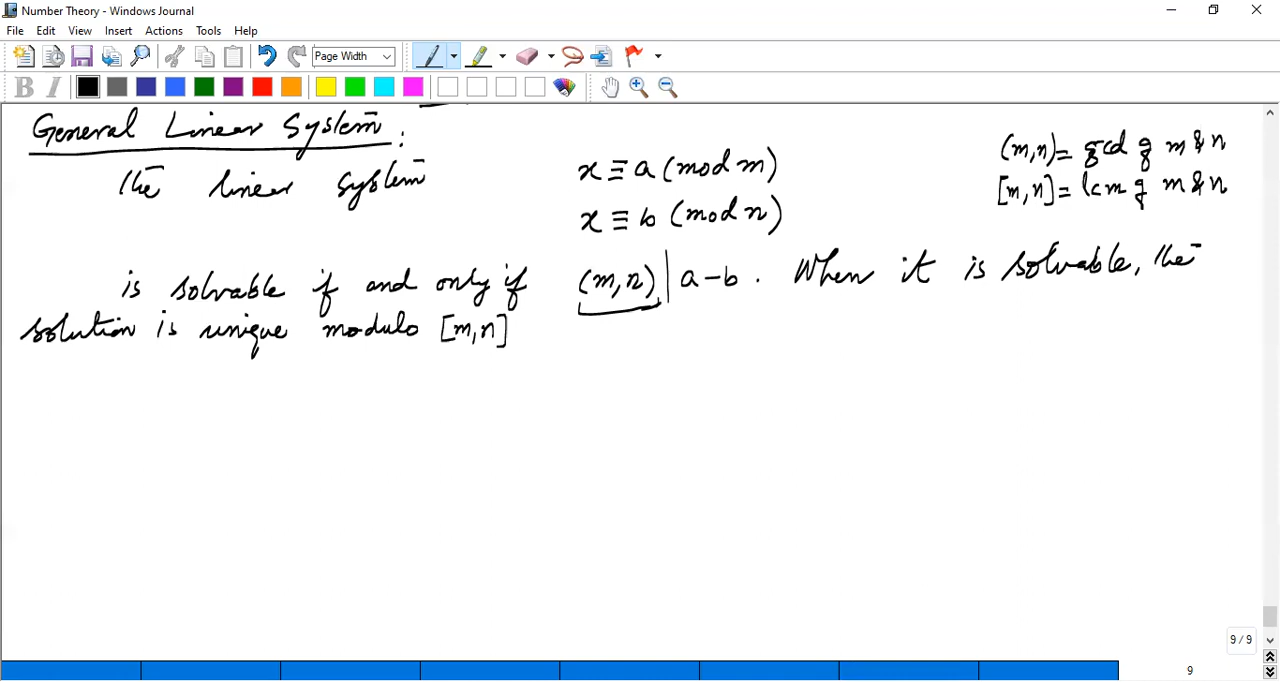 Number Theory - Windows Journal
File Edit View Insert Actions Tools Help
Page Width
B I
General Linear System:
(m,n) = gcd of m & n
the linear system x ≡ a (mod m)
[m,n] = lcm of m & n
x ≡ b (mod n)
is solvable if and only if (m,n) | a-b. When it is solvable, the
solution is unique modulo [m,n]
9 / 9
9